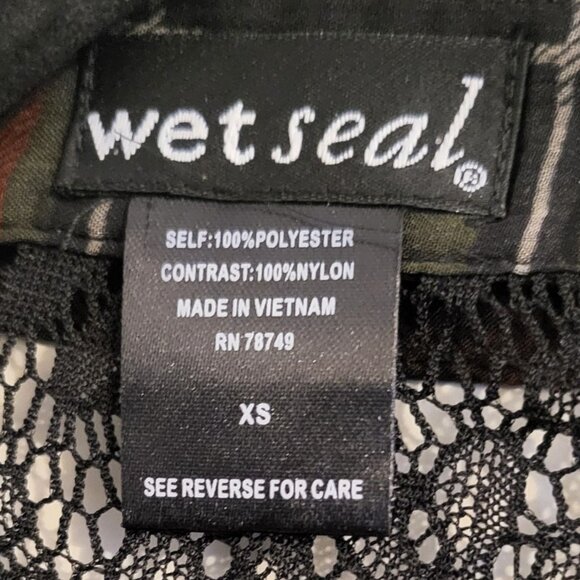 wet seal®
SELF:100%POLYESTER
CONTRAST:100%NYLON
MADE IN VIETNAM
RN 78749
XS
SEE REVERSE FOR CARE